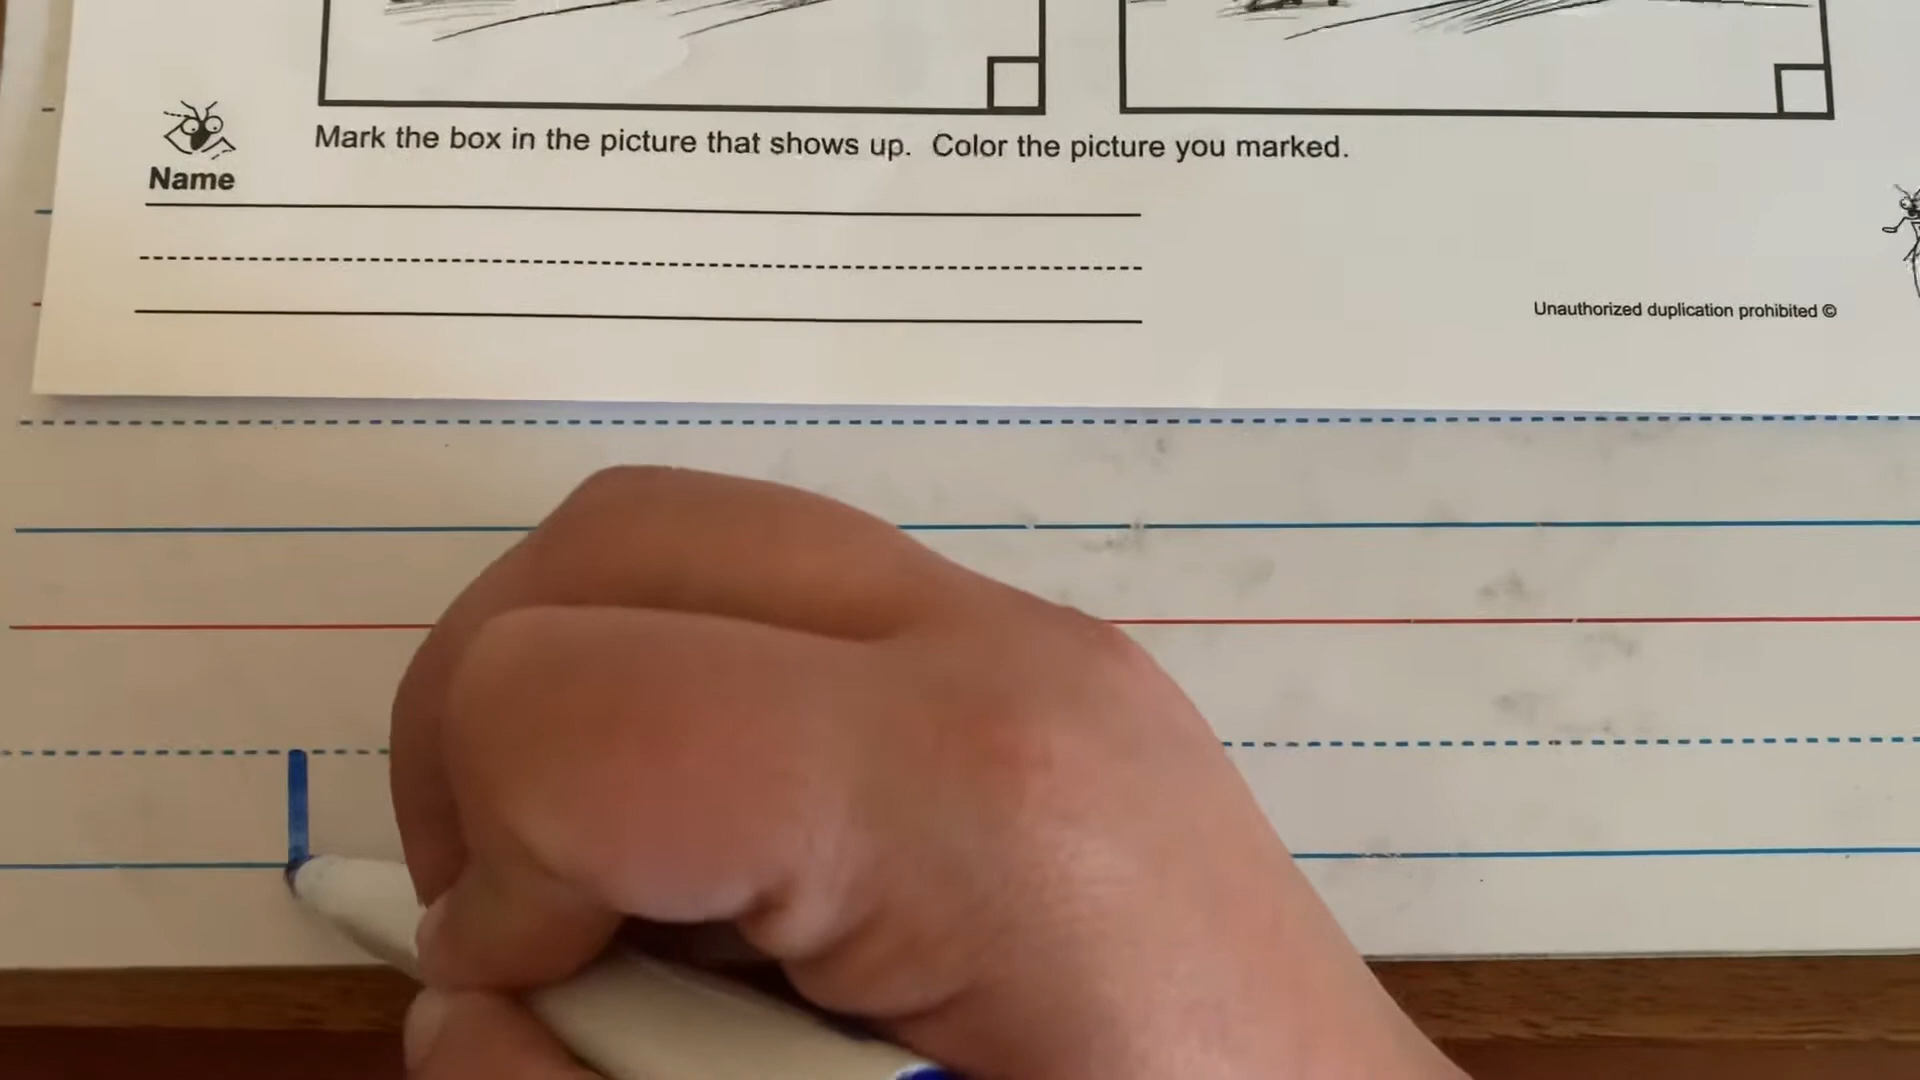 Mark the box in the picture that shows up. Color the picture you marked.
Name
Unauthorized duplication prohibited ©